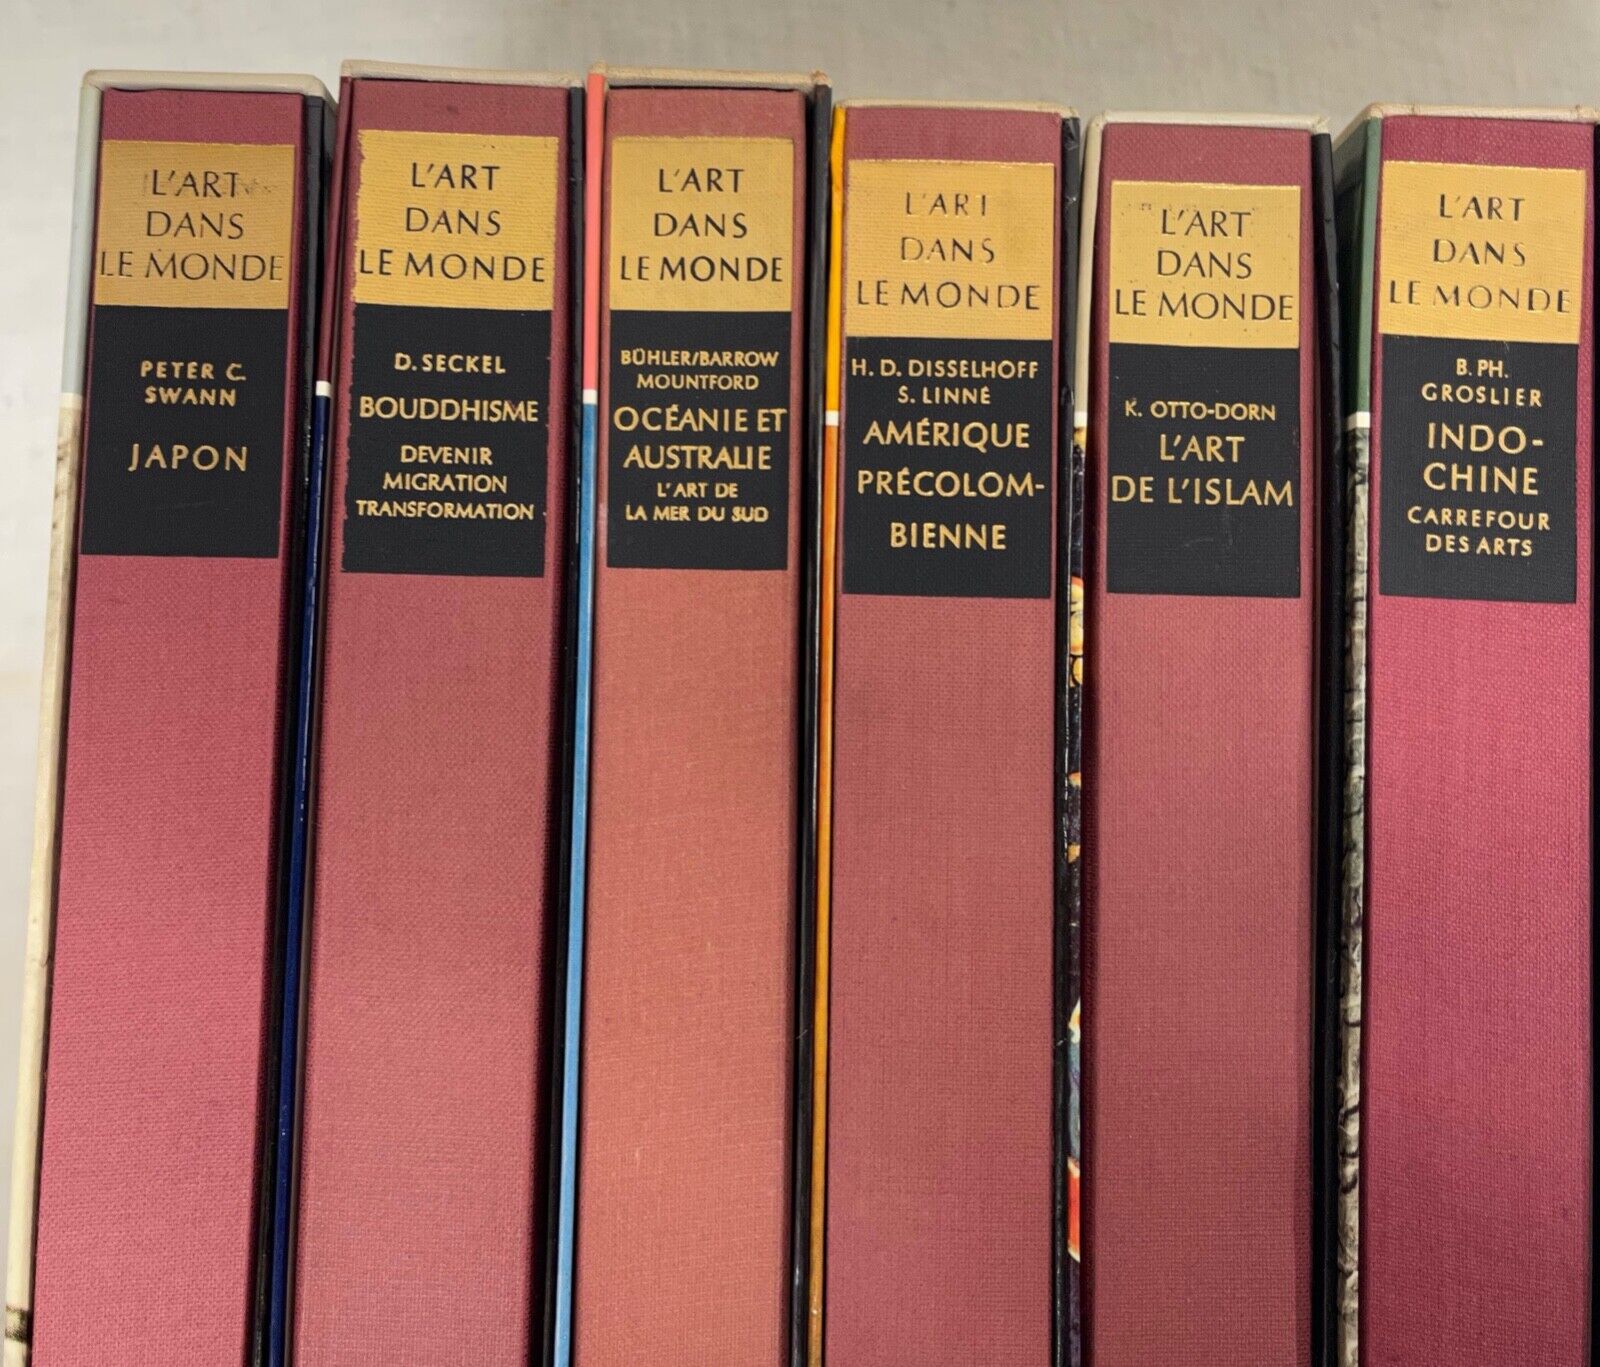 L'ART
DANS
LE MONDE
PETER C.
SWANN
JAPON
L'ART
DANS
LE MONDE
D. SECKEL
BOUDDHISME
DEVENIR
MIGRATION
TRANSFORMATION
L'ART
DANS
LE MONDE
BÜHLER/BARROW
MOUNTFORD
OCÉANIE ET
AUSTRALIE
L'ART DE
LA MER DU SUD
L'ART
DANS
LE MONDE
H. D. DISSELHOFF
S. LINNÉ
AMÉRIQUE
PRÉCOLOM-
BIENNE
L'ART
DANS
LE MONDE
K. OTTO-DORN
L'ART
DE L'ISLAM
L'ART
DANS
LE MONDE
B. PH.
GROSLIER
INDO-
CHINE
CARREFOUR
DES ARTS